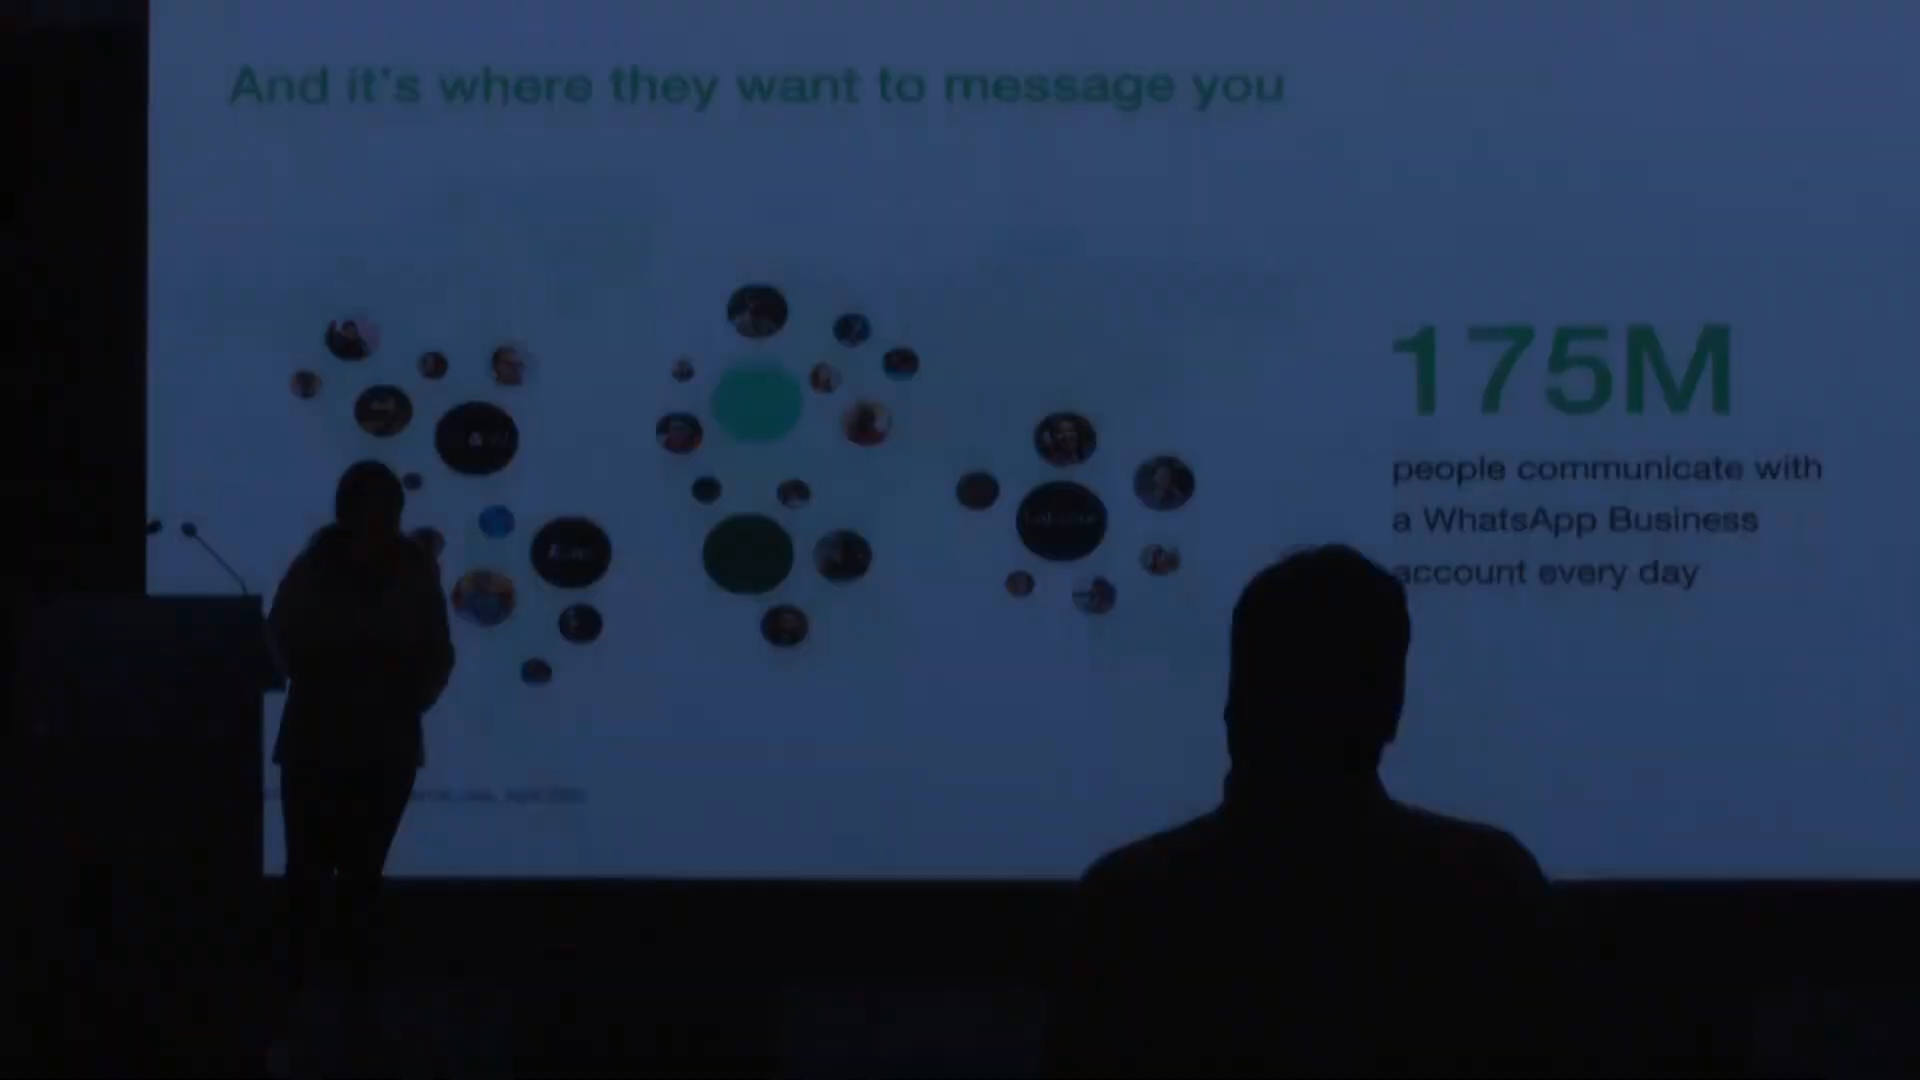 And it's where they want to message you
175M
people communicate with
a WhatsApp Business
account every day